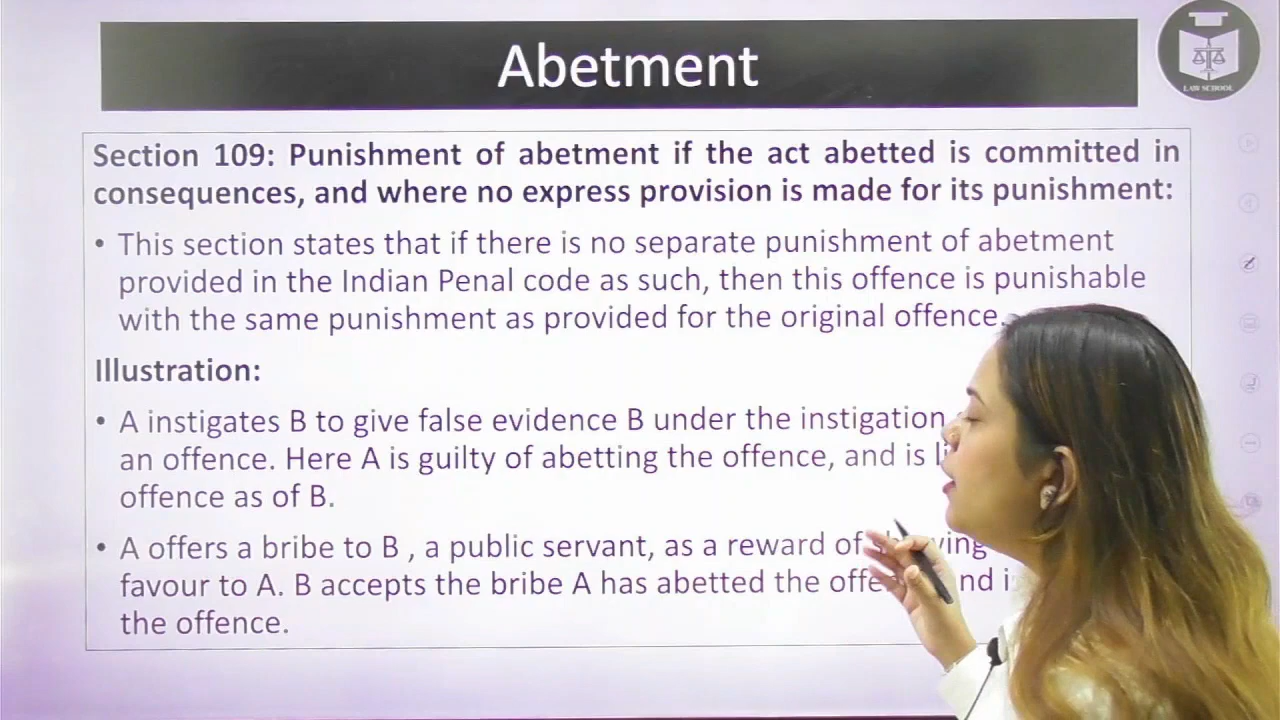 Abetment
LAW SCHOOL
Section 109: Punishment of abetment if the act abetted is committed in
consequences, and where no express provision is made for its punishment:
• This section states that if there is no separate punishment of abetment
provided in the Indian Penal code as such, then this offence is punishable
with the same punishment as provided for the original offence.
Illustration:
• A instigates B to give false evidence B under the instigation
an offence. Here A is guilty of abetting the offence, and is
offence as of B.
• A offers a bribe to B , a public servant, as a reward of
favour to A. B accepts the bribe A has abetted the
the offence.